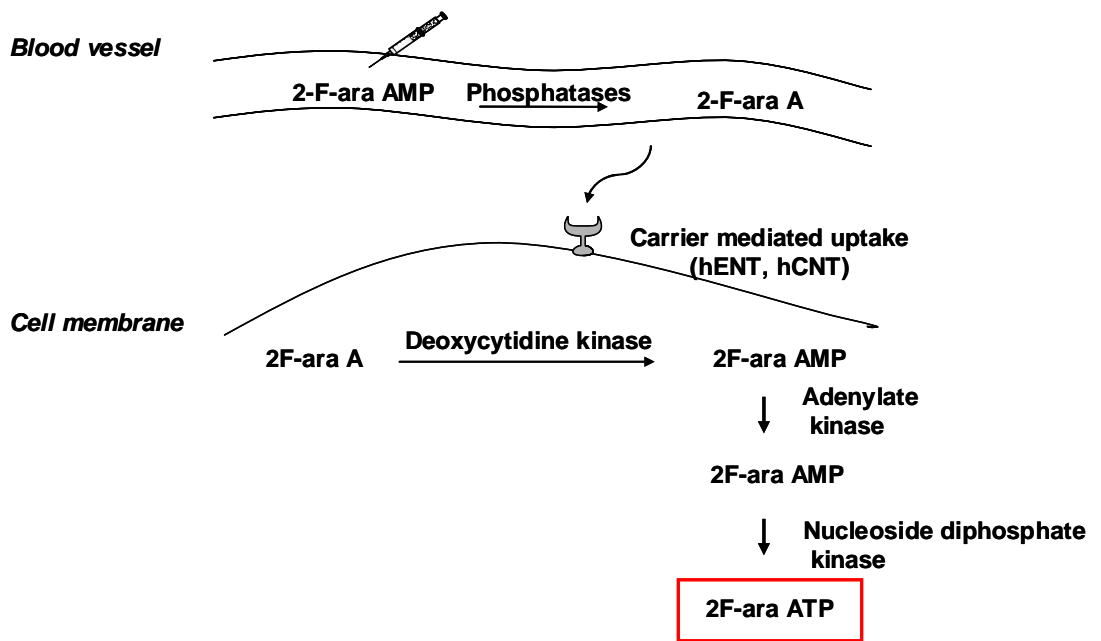 Blood vessel
2-F-ara AMP Phosphatases 2-F-ara A
Carrier mediated uptake
(hENT, hCNT)
Cell membrane
Deoxycytidine kinase
2F-ara A 2F-ara AMP
Adenylate
kinase
2F-ara AMP
Nucleoside diphosphate
kinase
2F-ara ATP